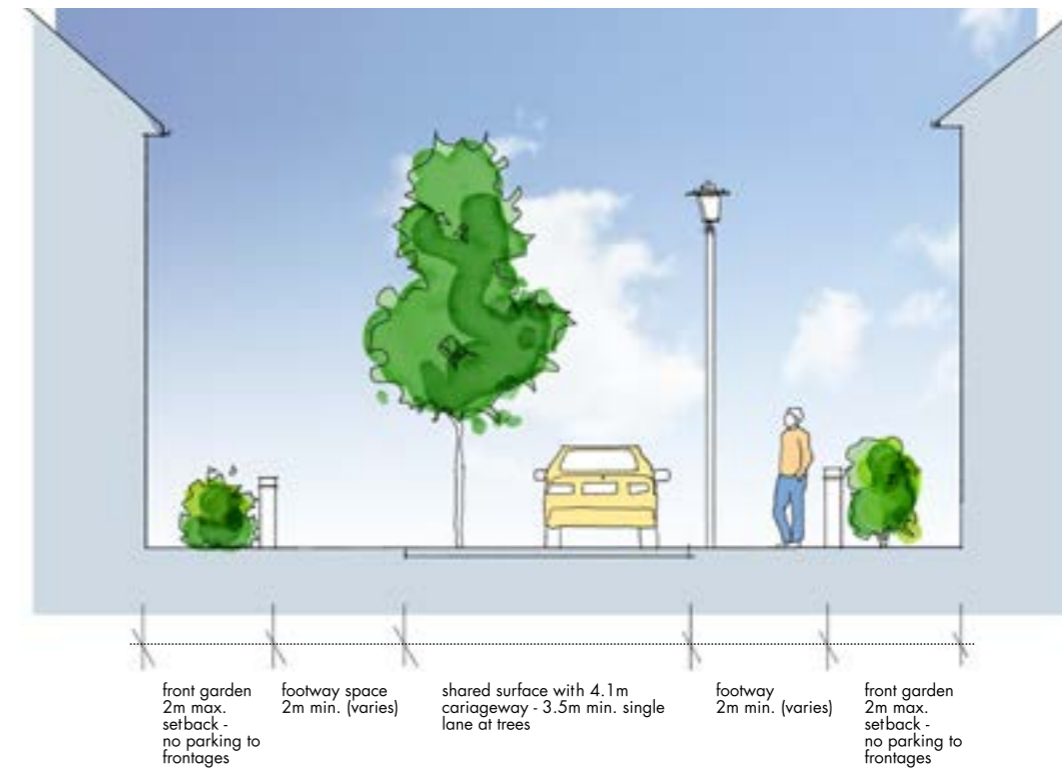 front garden
2m max.
setback -
no parking to
frontages
footway space
2m min. (varies)
shared surface with 4.1m
cariageway - 3.5m min. single
lane at trees
footway
2m min. (varies)
front garden
2m max.
setback -
no parking to
frontages